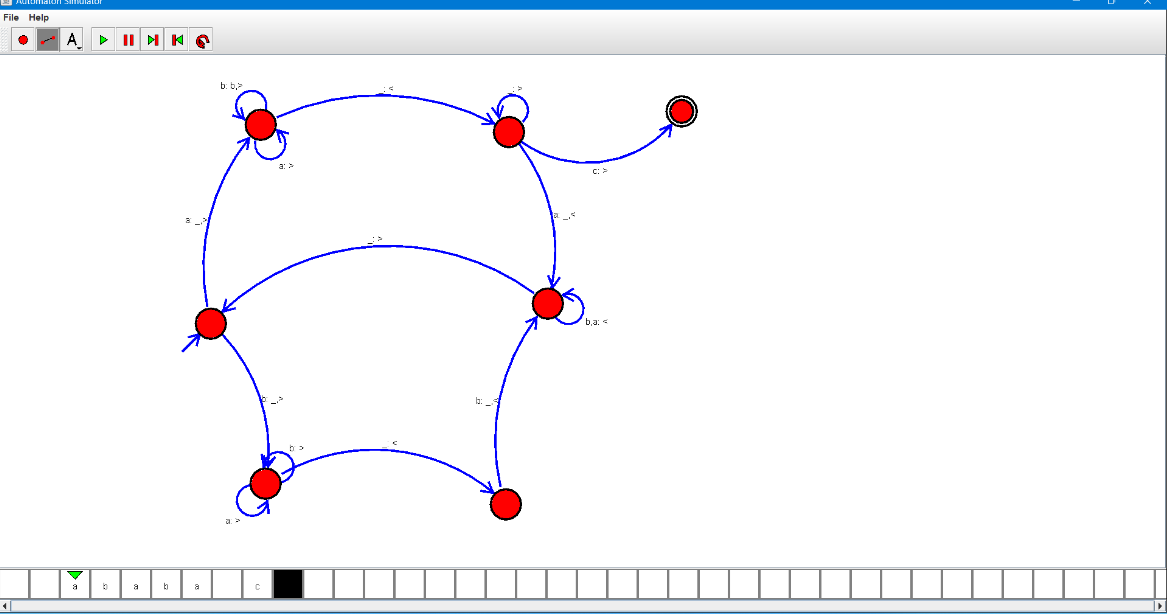 Automaton Simulator
File Help
A
b: b,>
_: <
_: >
a: >
c: >
a: _,>
a: _,<
_: >
b,a: <
b: _,>
b: _,<
b: >
_: <
a: >
a b a b a c